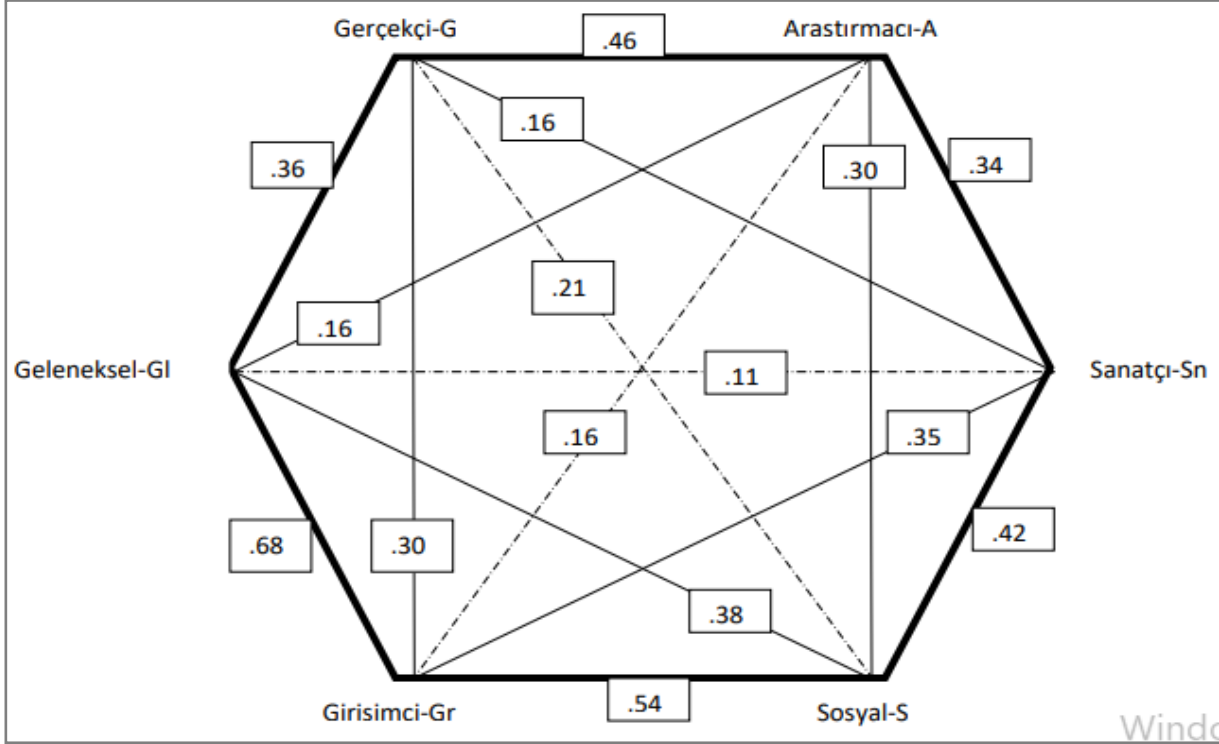 Gerçekçi-G
.46
Arastırmacı-A
.16
.36
.30
.34
.21
.16
Geleneksel-Gl
.11
Sanatçı-Sn
.16
.35
.68
.30
.42
.38
Girisimci-Gr
.54
Sosyal-S
Windo